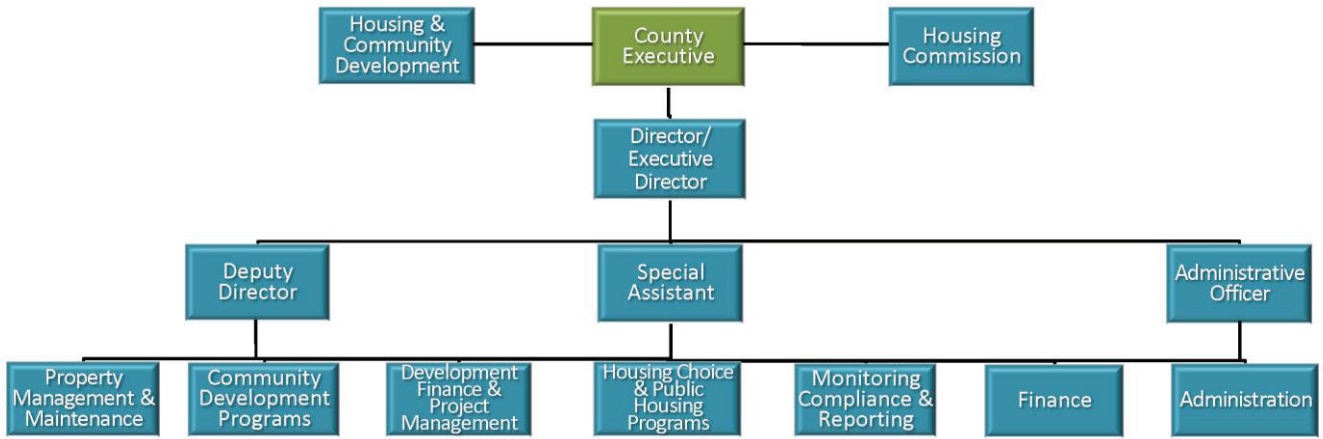 Housing &
Community
Development
County
Executive
Housing
Commission
Director/
Executive
Director
Deputy
Director
Special
Assistant
Administrative
Officer
Property
Management &
Maintenance
Community
Development
Programs
Development
Finance &
Project
Management
Housing Choice
& Public
Housing
Programs
Monitoring
Compliance &
Reporting
Finance
Administration